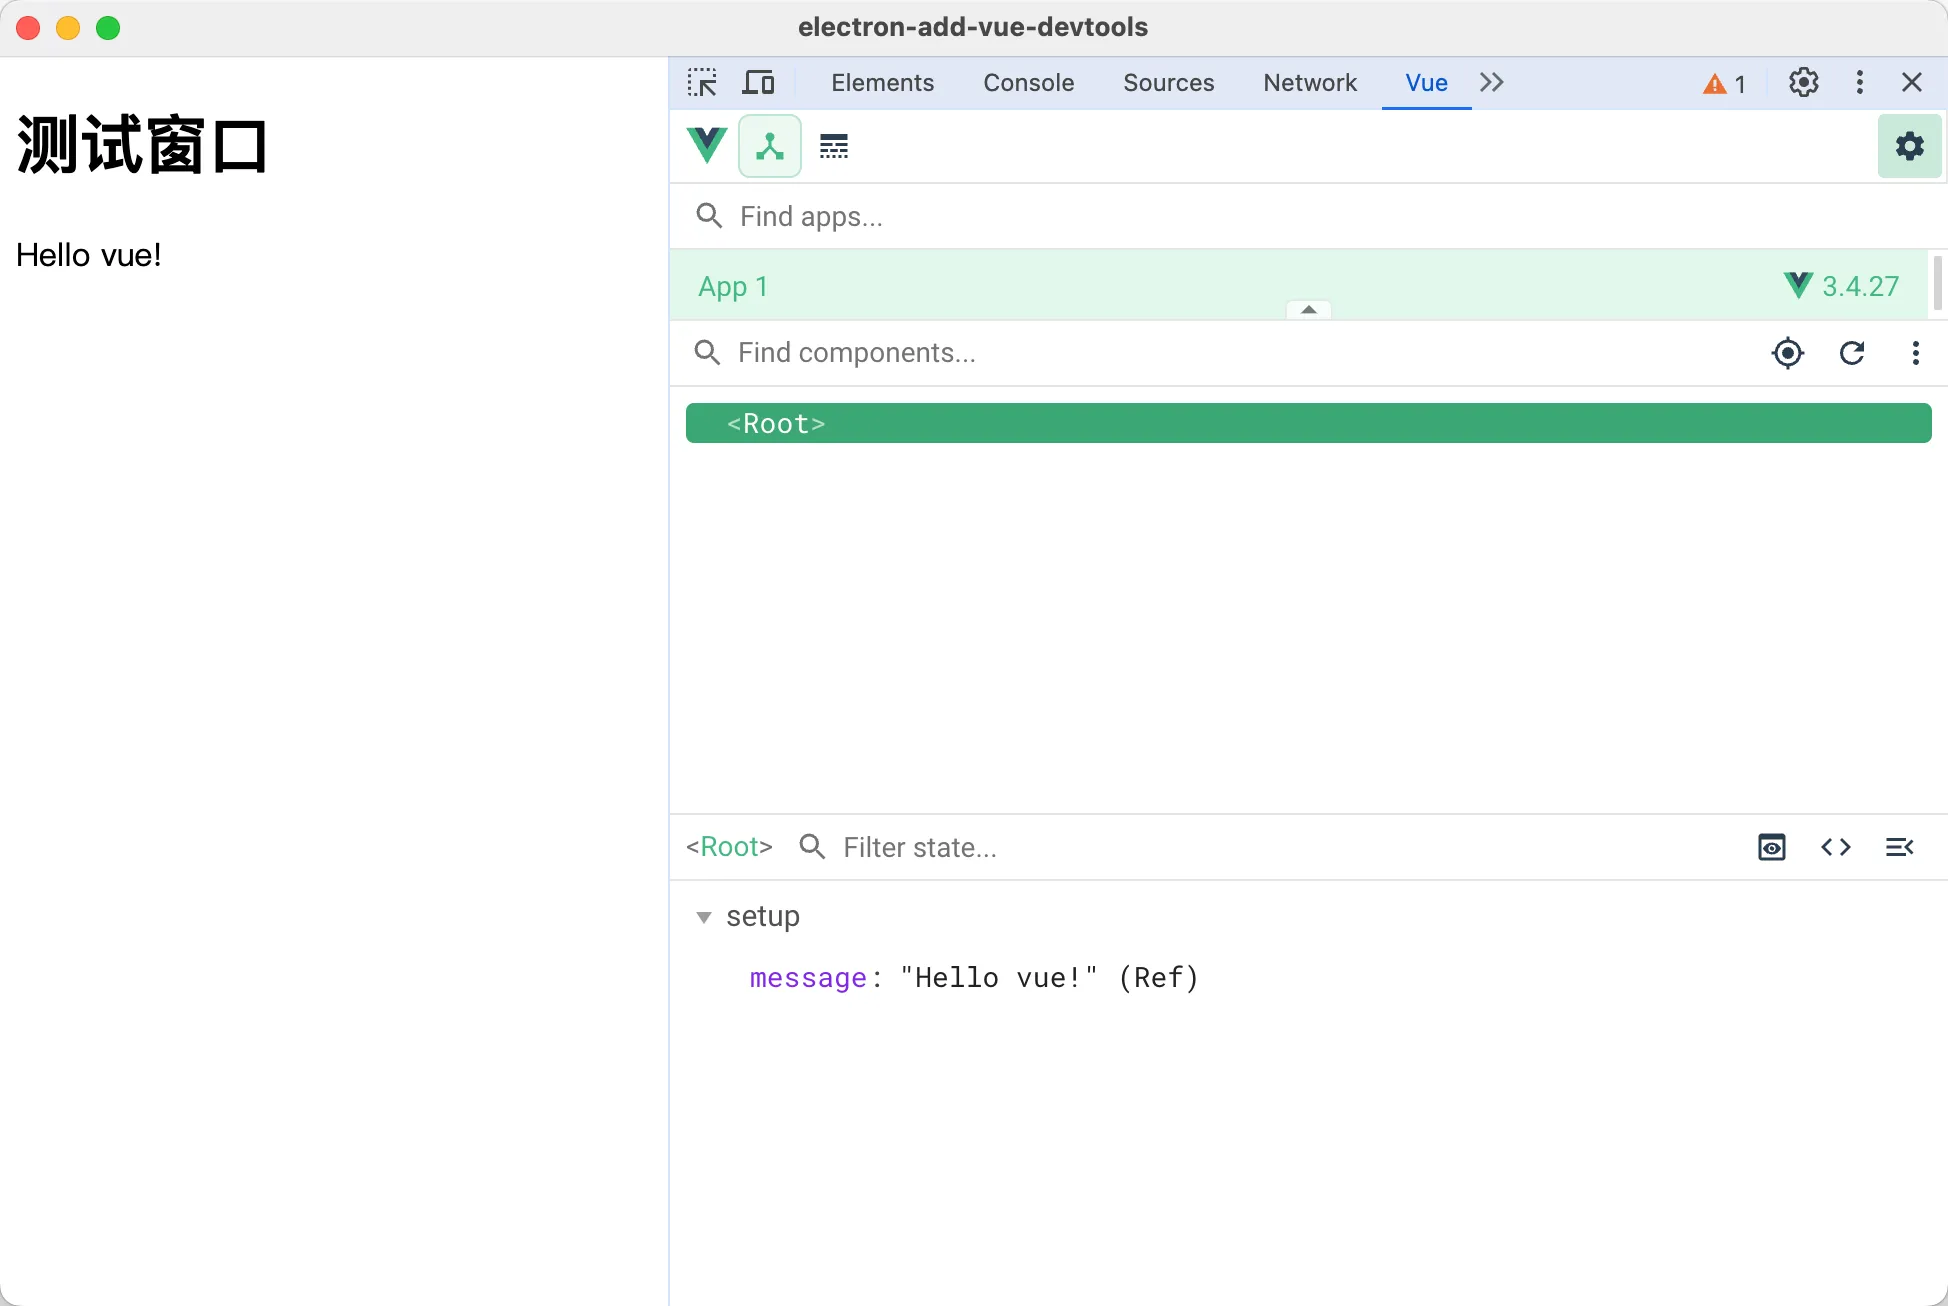 electron-add-vue-devtools
测试窗口
Hello vue!
Elements Console Sources Network Vue 1
Find apps...
App 1 3.4.27
Find components...
<Root>
<Root> Filter state...
setup
message: "Hello vue!" (Ref)